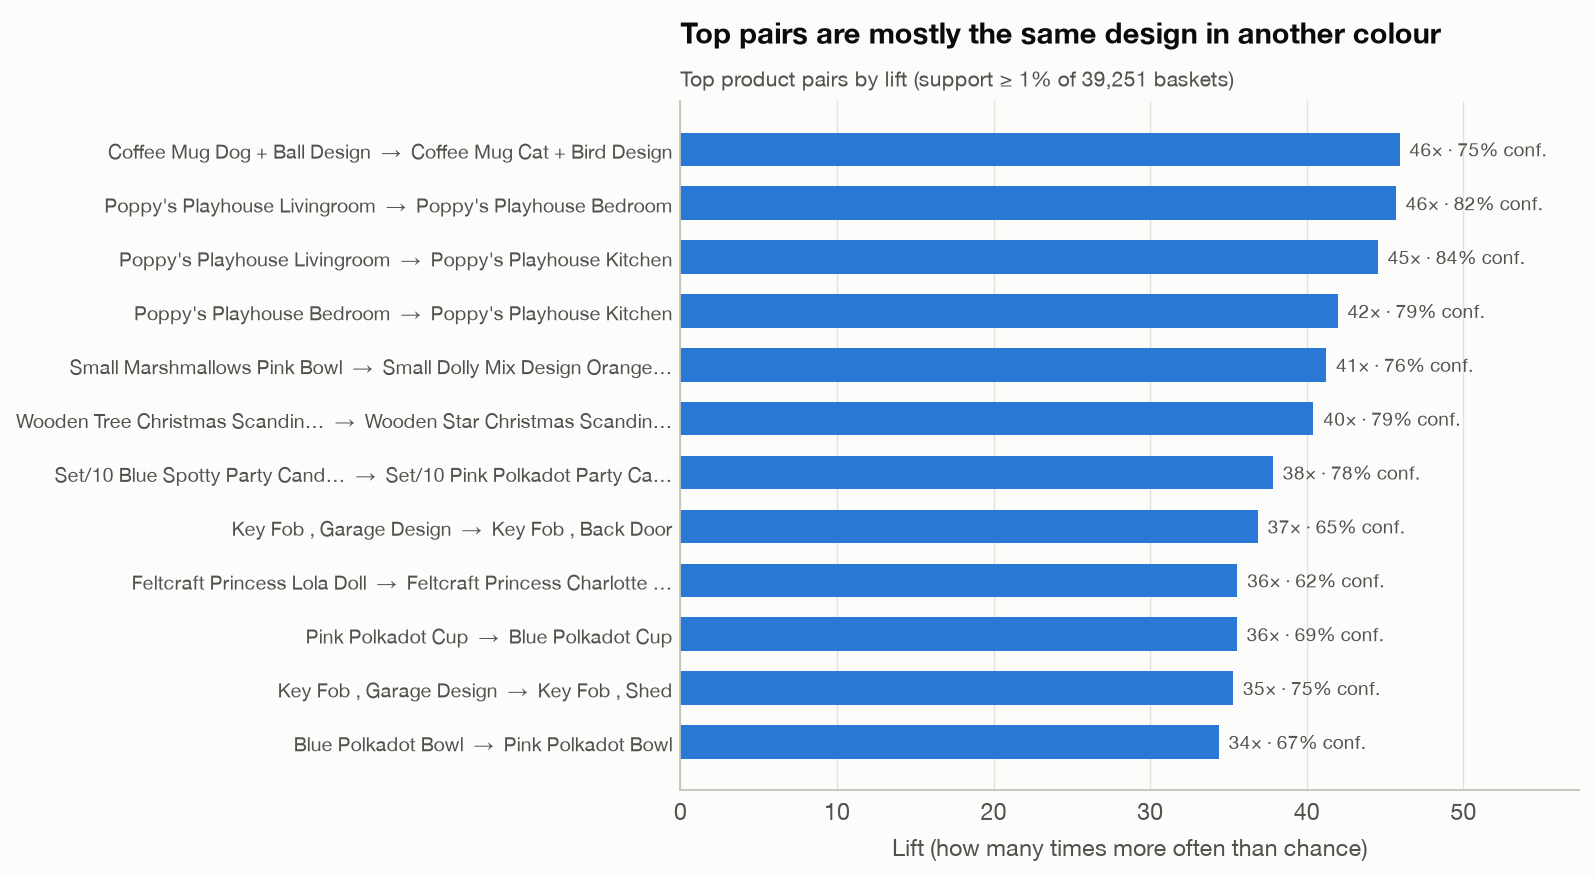 Top pairs are mostly the same design in another colour
Top product pairs by lift (support ≥ 1% of 39,251 baskets)
Coffee Mug Dog + Ball Design → Coffee Mug Cat + Bird Design 46× · 75% conf.
Poppy's Playhouse Livingroom → Poppy's Playhouse Bedroom 46× · 82% conf.
Poppy's Playhouse Livingroom → Poppy's Playhouse Kitchen 45× · 84% conf.
Poppy's Playhouse Bedroom → Poppy's Playhouse Kitchen 42× · 79% conf.
Small Marshmallows Pink Bowl → Small Dolly Mix Design Orange… 41× · 76% conf.
Wooden Tree Christmas Scandin… → Wooden Star Christmas Scandin… 40× · 79% conf.
Set/10 Blue Spotty Party Cand… → Set/10 Pink Polkadot Party Ca… 38× · 78% conf.
Key Fob , Garage Design → Key Fob , Back Door 37× · 65% conf.
Feltcraft Princess Lola Doll → Feltcraft Princess Charlotte … 36× · 62% conf.
Pink Polkadot Cup → Blue Polkadot Cup 36× · 69% conf.
Key Fob , Garage Design → Key Fob , Shed 35× · 75% conf.
Blue Polkadot Bowl → Pink Polkadot Bowl 34× · 67% conf.
0 10 20 30 40 50
Lift (how many times more often than chance)